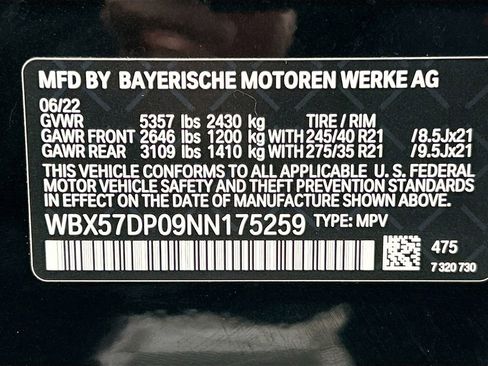 MFD BY BAYERISCHE MOTOREN WERKE AG
06/22
GVWR 5357 lbs 2430 kg TIRE / RIM
GAWR FRONT 2646 lbs 1200 kg WITH 245/40 R21 /8.5Jx21
GAWR REAR 3109 lbs 1410 kg WITH 275/35 R21 /9.5Jx21
THIS VEHICLE CONFORMS TO ALL APPLICABLE U. S. FEDERAL
MOTOR VEHICLE SAFETY AND THEFT PREVENTION STANDARDS
IN EFFECT ON THE DATE OF MANUFACTURE SHOWN ABOVE.
WBX57DP09NN175259 TYPE: MPV
475
7 320 730